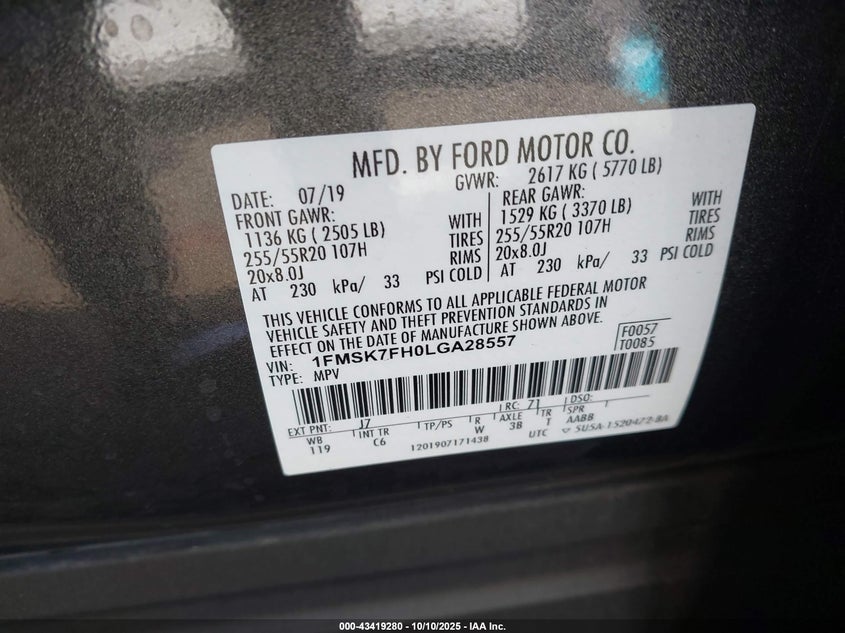 MFD. BY FORD MOTOR CO.
DATE: 07/19
GVWR: 2617 KG ( 5770 LB)
FRONT GAWR:
1136 KG ( 2505 LB) WITH
255/55R20 107H TIRES
20x8.0J RIMS
AT 230 kPa/ 33 PSI COLD
REAR GAWR:
1529 KG ( 3370 LB) WITH
255/55R20 107H TIRES
20x8.0J RIMS
AT 230 kPa/ 33 PSI COLD
THIS VEHICLE CONFORMS TO ALL APPLICABLE FEDERAL MOTOR
VEHICLE SAFETY AND THEFT PREVENTION STANDARDS IN
EFFECT ON THE DATE OF MANUFACTURE SHOWN ABOVE.
VIN: 1FMSK7FH0LGA28557
TYPE: MPV
F0057
T0085
EXT PNT: J7 RC: 71 DSO:
WB INT TR TP/PS R AXLE TR SPR
119 C6 W 3B T AABB
1201907171438 UTC ▽ 5U5A-1520472-BA
000-43419280 - 10/10/2025 - IAA Inc.